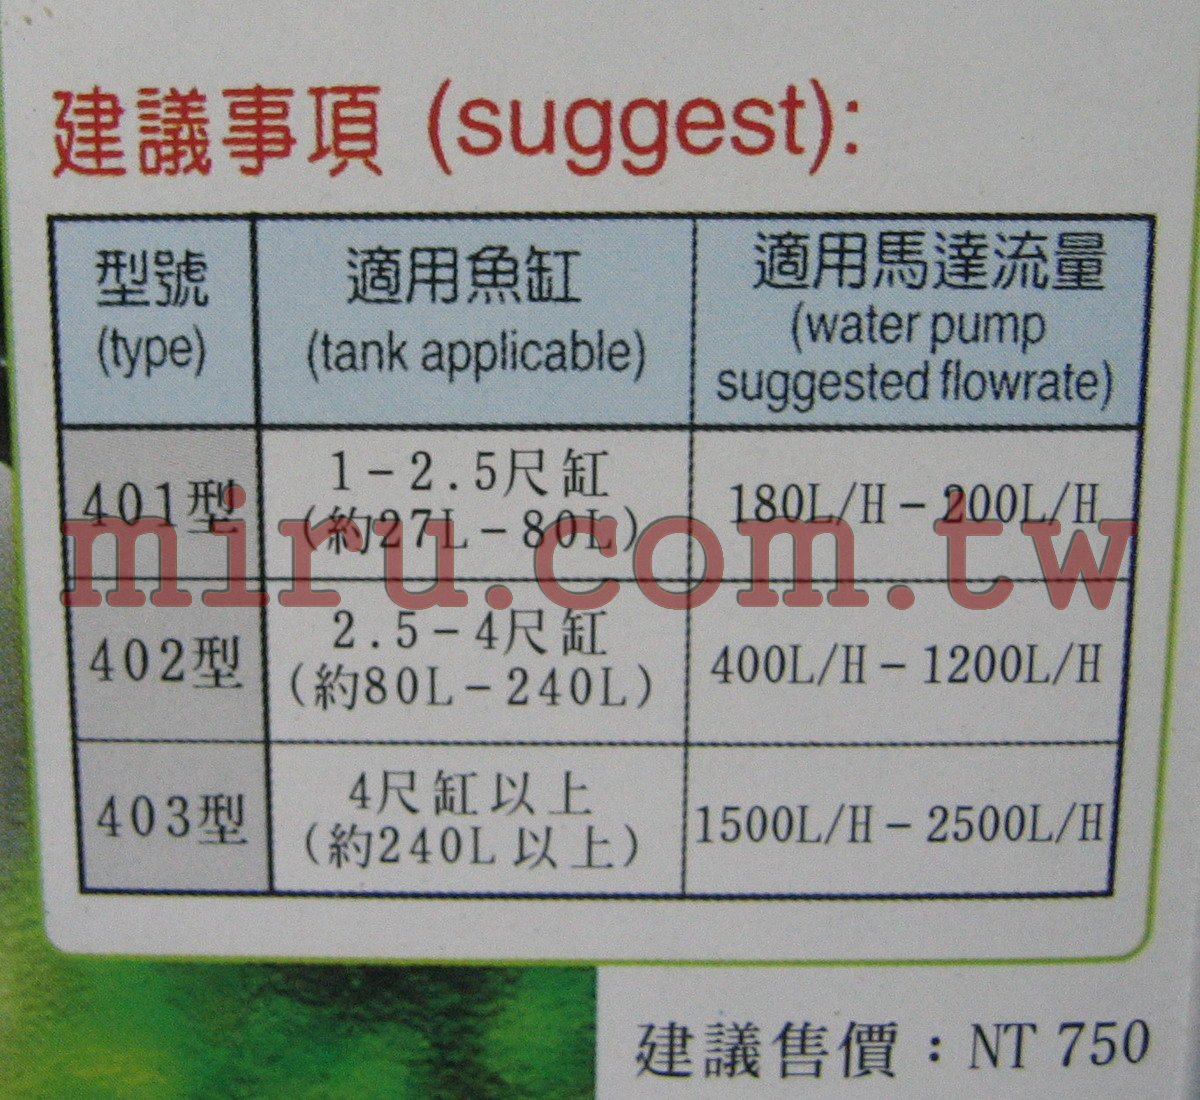 建議事項 (suggest):
型號
(type)
適用魚缸
(tank applicable)
適用馬達流量
(water pump
suggested flowrate)
401型
1-2.5尺缸
(約27L-80L)
180L/H-200L/H
miru.com.tw
402型
2.5-4尺缸
(約80L-240L)
400L/H-1200L/H
403型
4尺缸以上
(約240L以上)
1500L/H-2500L/H
建議售價：NT 750